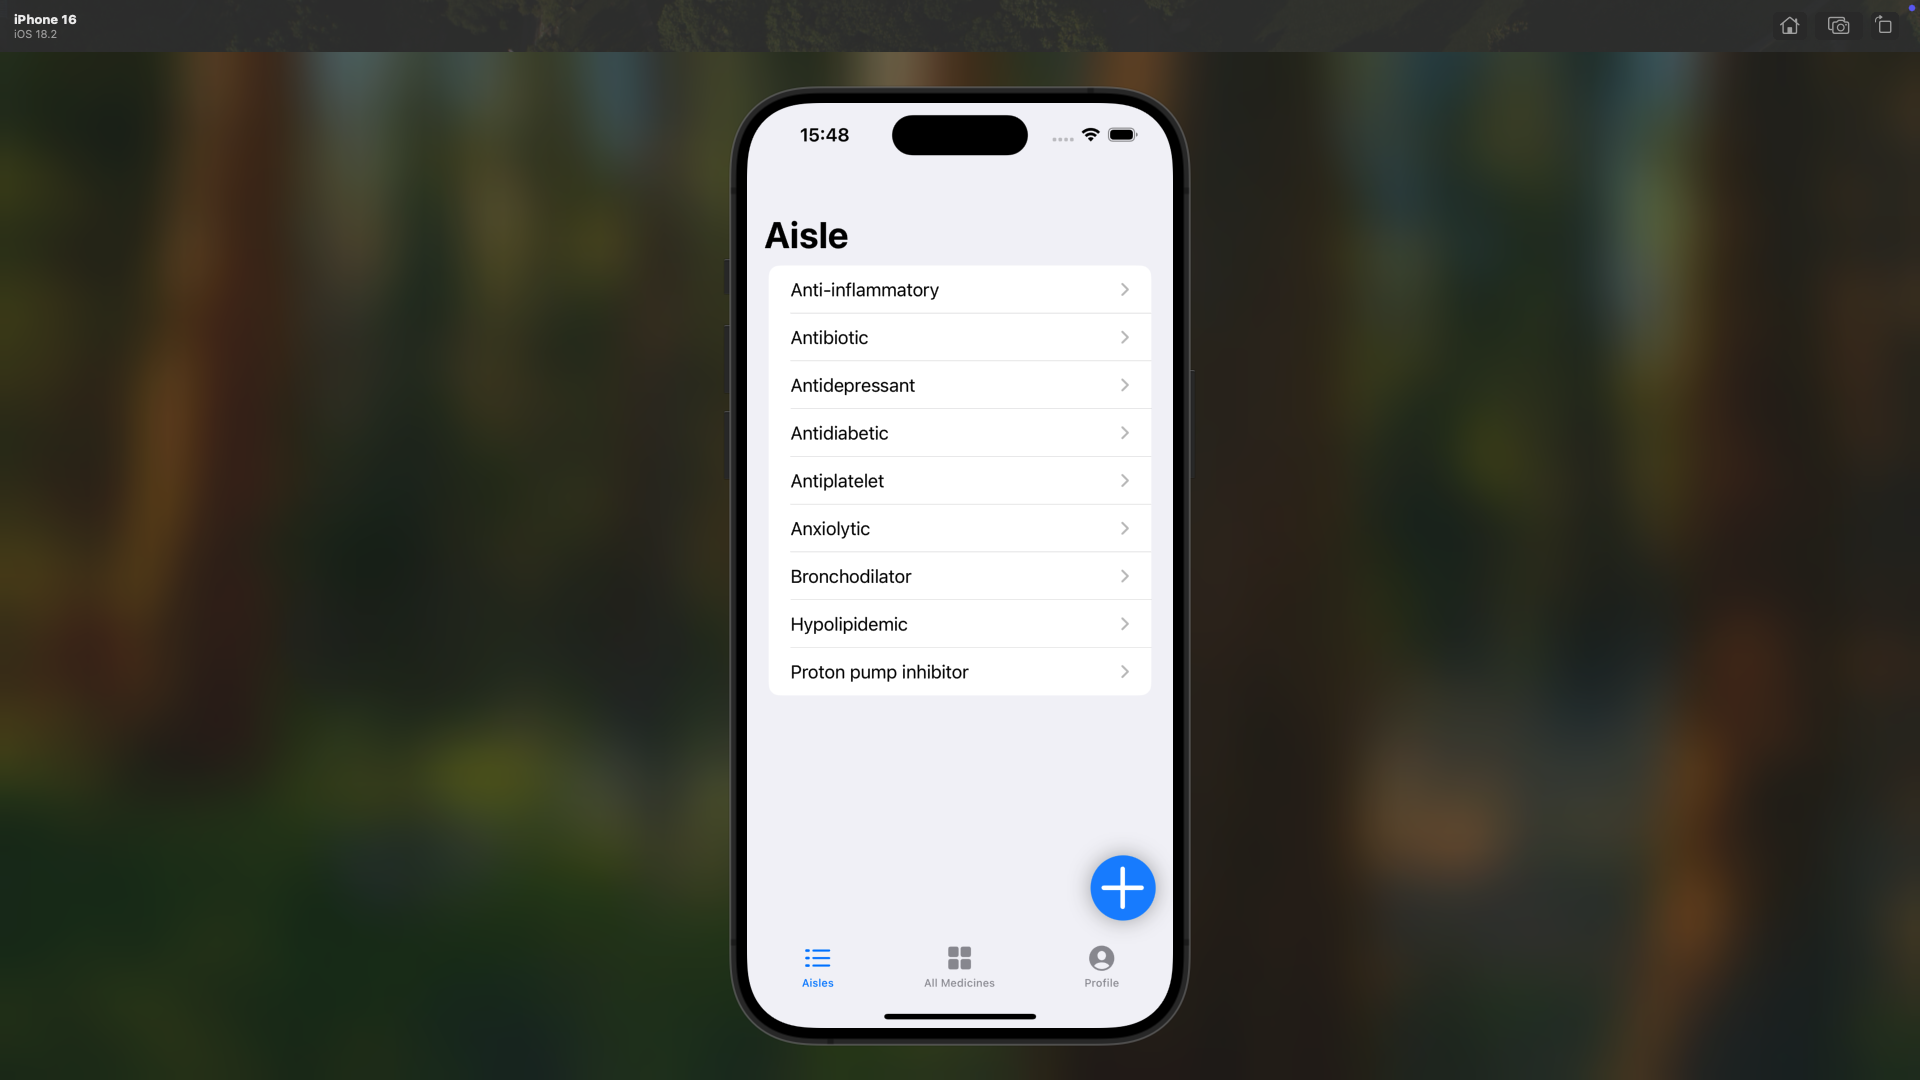 iPhone 16
iOS 18.2
15:48
Aisle
Anti-inflammatory
Antibiotic
Antidepressant
Antidiabetic
Antiplatelet
Anxiolytic
Bronchodilator
Hypolipidemic
Proton pump inhibitor
Aisles
All Medicines
Profile